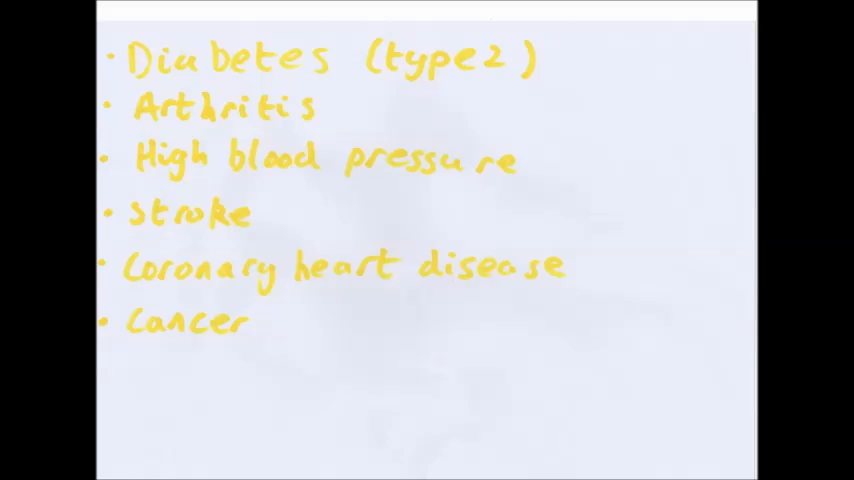 • Diabetes (type 2)
• Arthritis
• High blood pressure
• Stroke
• Coronary heart disease
• Cancer